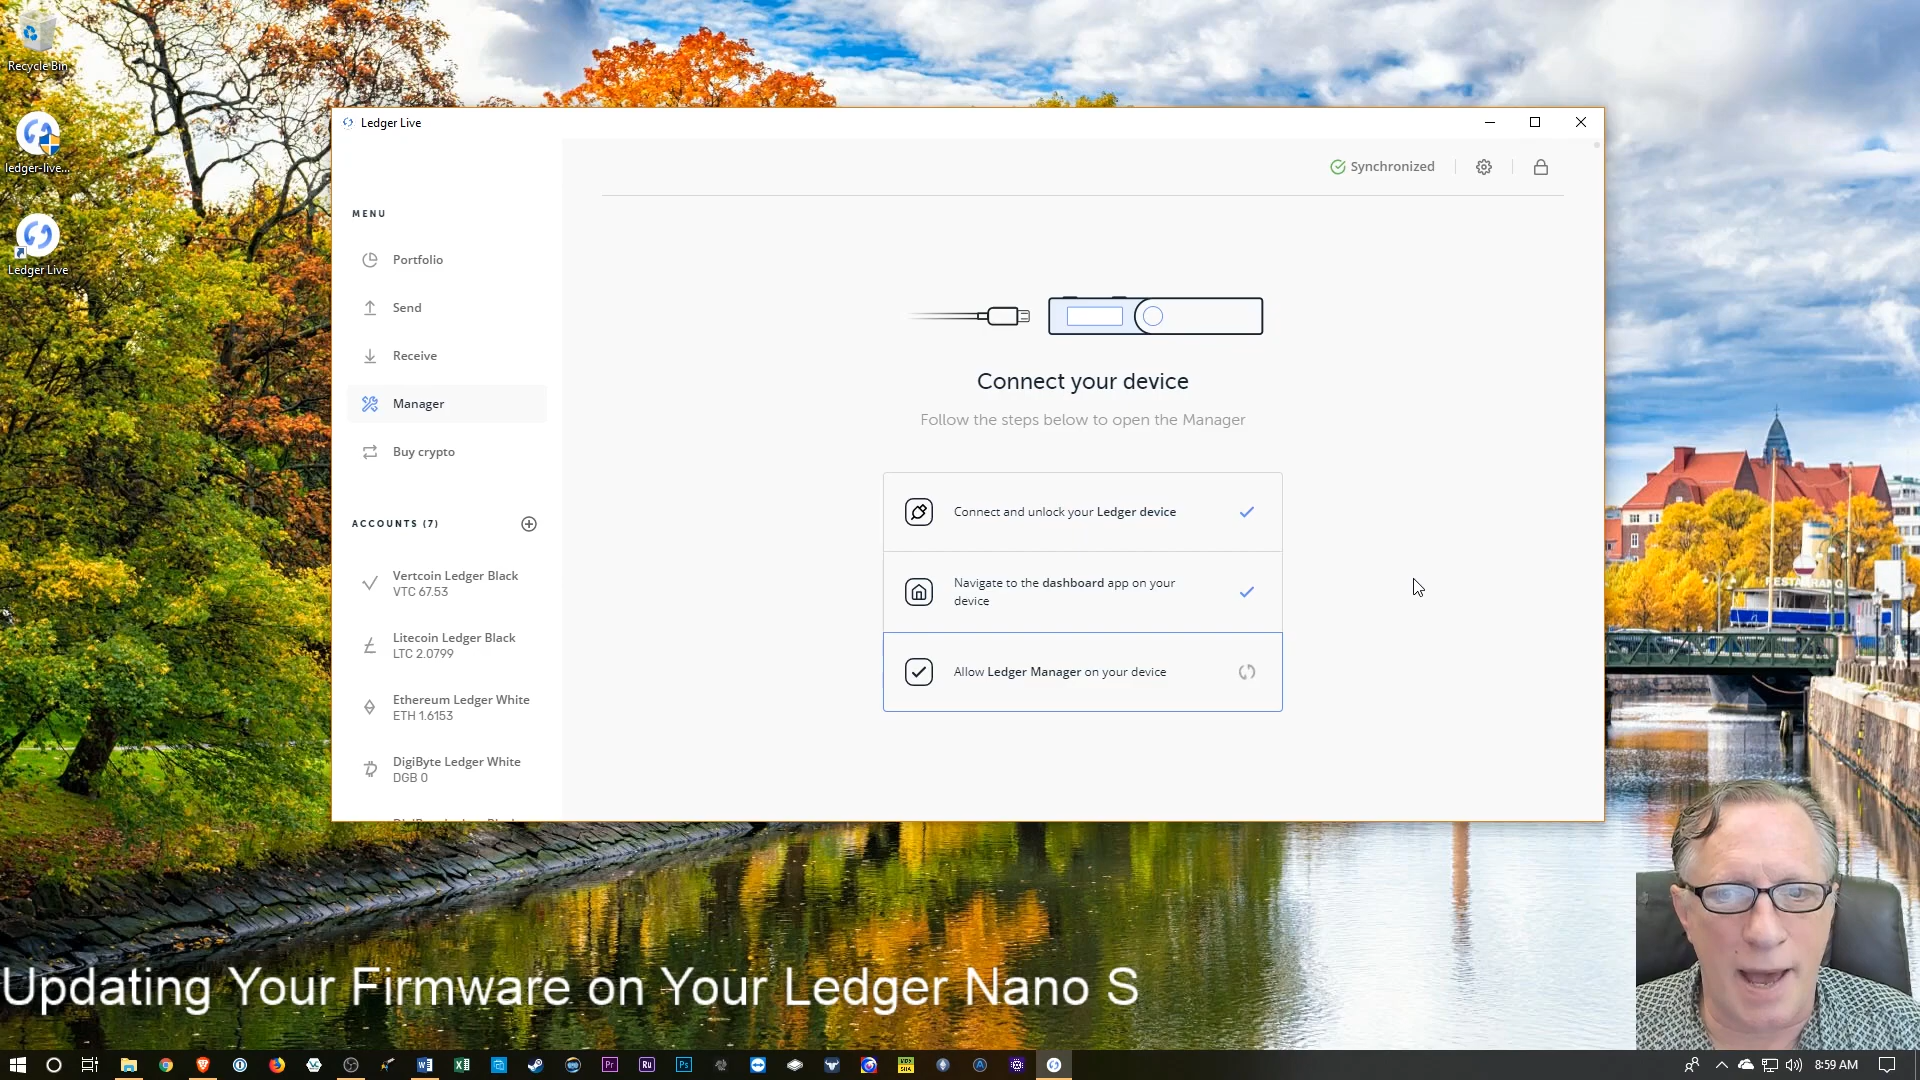 Recycle Bin
ledger-live...
Ledger Live
Ledger Live
Synchronized
MENU
Portfolio
Send
Receive
Manager
Buy crypto
ACCOUNTS (7)
Vertcoin Ledger Black
VTC 67.53
Litecoin Ledger Black
LTC 2.0799
Ethereum Ledger White
ETH 1.6153
DigiByte Ledger White
DGB 0
Connect your device
Follow the steps below to open the Manager
Connect and unlock your Ledger device
Navigate to the dashboard app on your
device
Allow Ledger Manager on your device
RESTAURANG
Updating Your Firmware on Your Ledger Nano S
Pr
Ru
Ps
8:59 AM